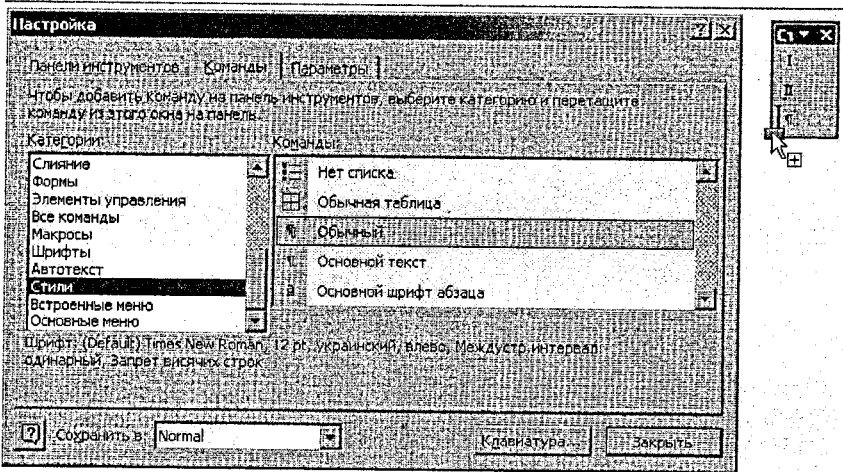 Настройка
Панели инструментов
Команды
Параметры
Чтобы добавить команду на панель инструментов, выберите категорию и перетащите
команду из этого окна на панель.
Категории:
Команды:
Слияние
Формы
Элементы управления
Все команды
Макросы
Шрифты
Автотекст
Стили
Встроенные меню
Основные меню
Нет списка
Обычная таблица
Обычный
Основной текст
Основной шрифт абзаца
Шрифт: (Default) Times New Roman, 12 pt, украинский, влево, Междустр.интервал:
одинарный, Запрет висячих строк
Сохранить в:
Normal
Клавиатура...
Закрыть
Ст
I
II
¶